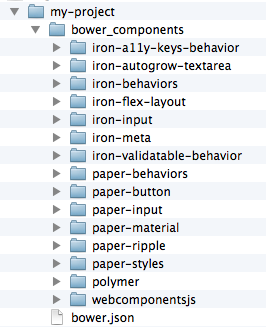 my-project
bower_components
iron-a11y-keys-behavior
iron-autogrow-textarea
iron-behaviors
iron-flex-layout
iron-input
iron-meta
iron-validatable-behavior
paper-behaviors
paper-button
paper-input
paper-material
paper-ripple
paper-styles
polymer
webcomponentsjs
bower.json